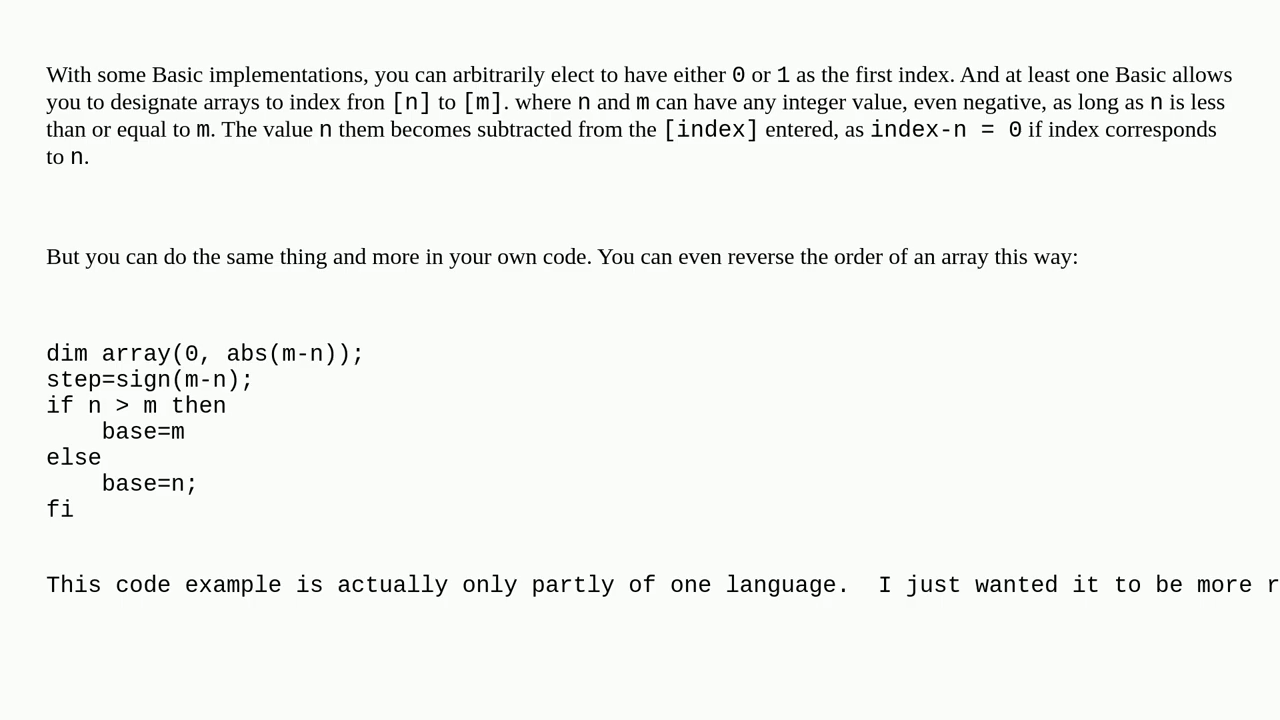 With some Basic implementations, you can arbitrarily elect to have either 0 or 1 as the first index. And at least one Basic allows
you to designate arrays to index fron [n] to [m]. where n and m can have any integer value, even negative, as long as n is less
than or equal to m. The value n them becomes subtracted from the [index] entered, as index-n = 0 if index corresponds
to n.
But you can do the same thing and more in your own code. You can even reverse the order of an array this way:
dim array(0, abs(m-n));
step=sign(m-n);
if n > m then
    base=m
else
    base=n;
fi
This code example is actually only partly of one language.  I just wanted it to be more